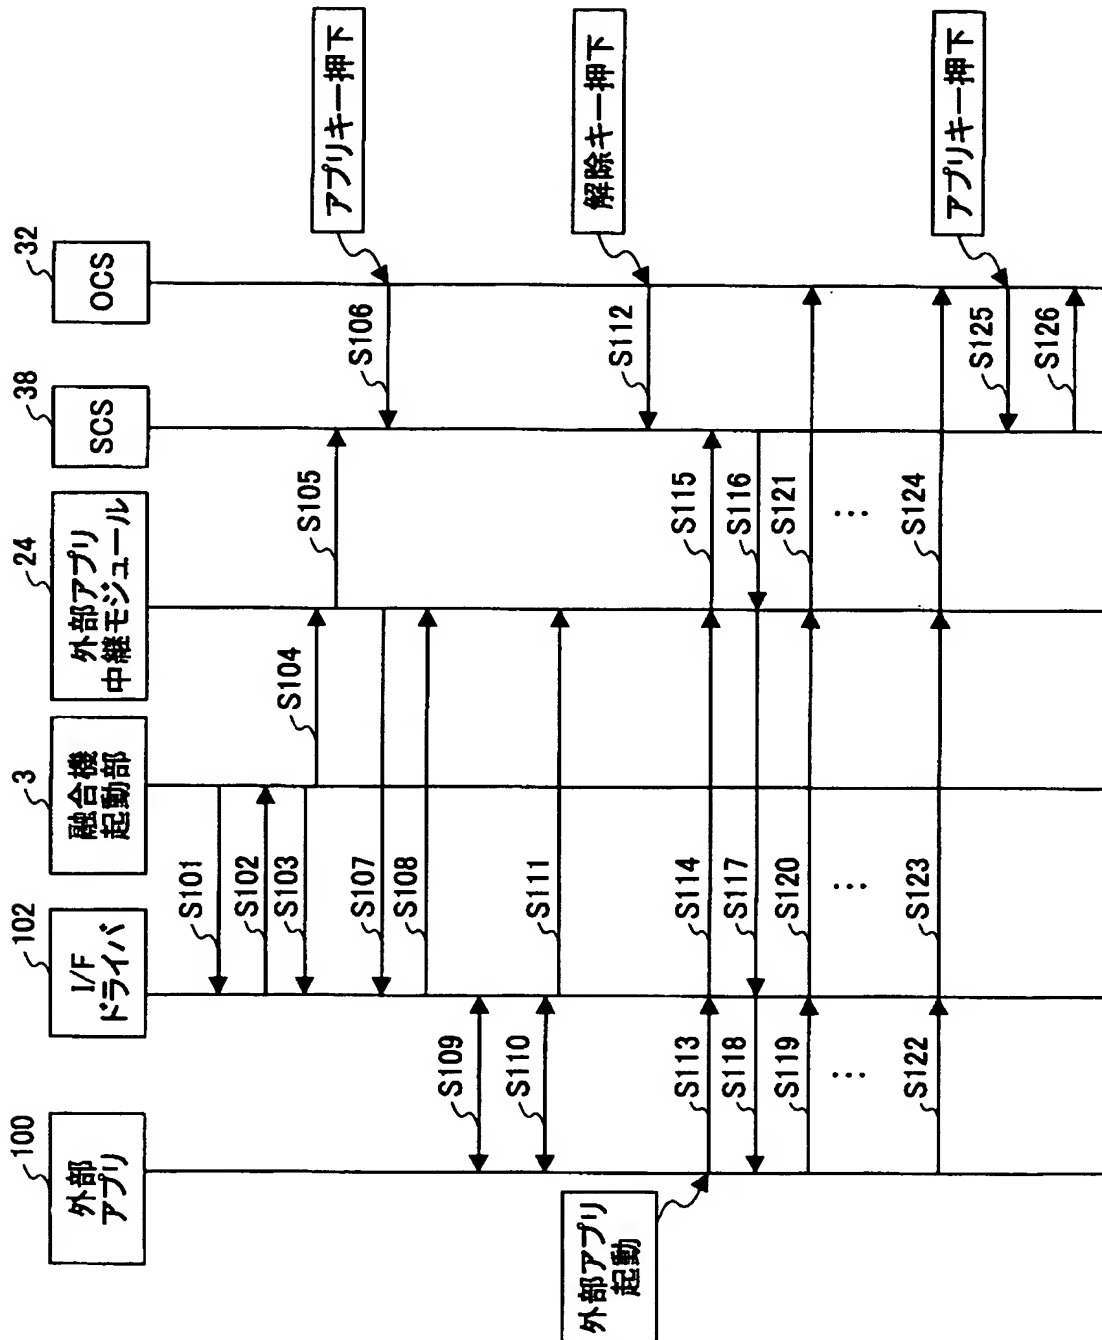 100
外部
アプリ
102
I/F
ドライバ
3
融合機
起動部
24
外部アプリ
中継モジュール
38
SCS
32
OCS
S101
S102
S103
S104
S105
アプリキー押下
S106
S107
S108
S109
S110
S111
解除キー押下
S112
外部アプリ
起動
S113
S114
S115
S116
S117
S118
S119
S120
S121
⋮
⋮
⋮
S122
S123
S124
アプリキー押下
S125
S126